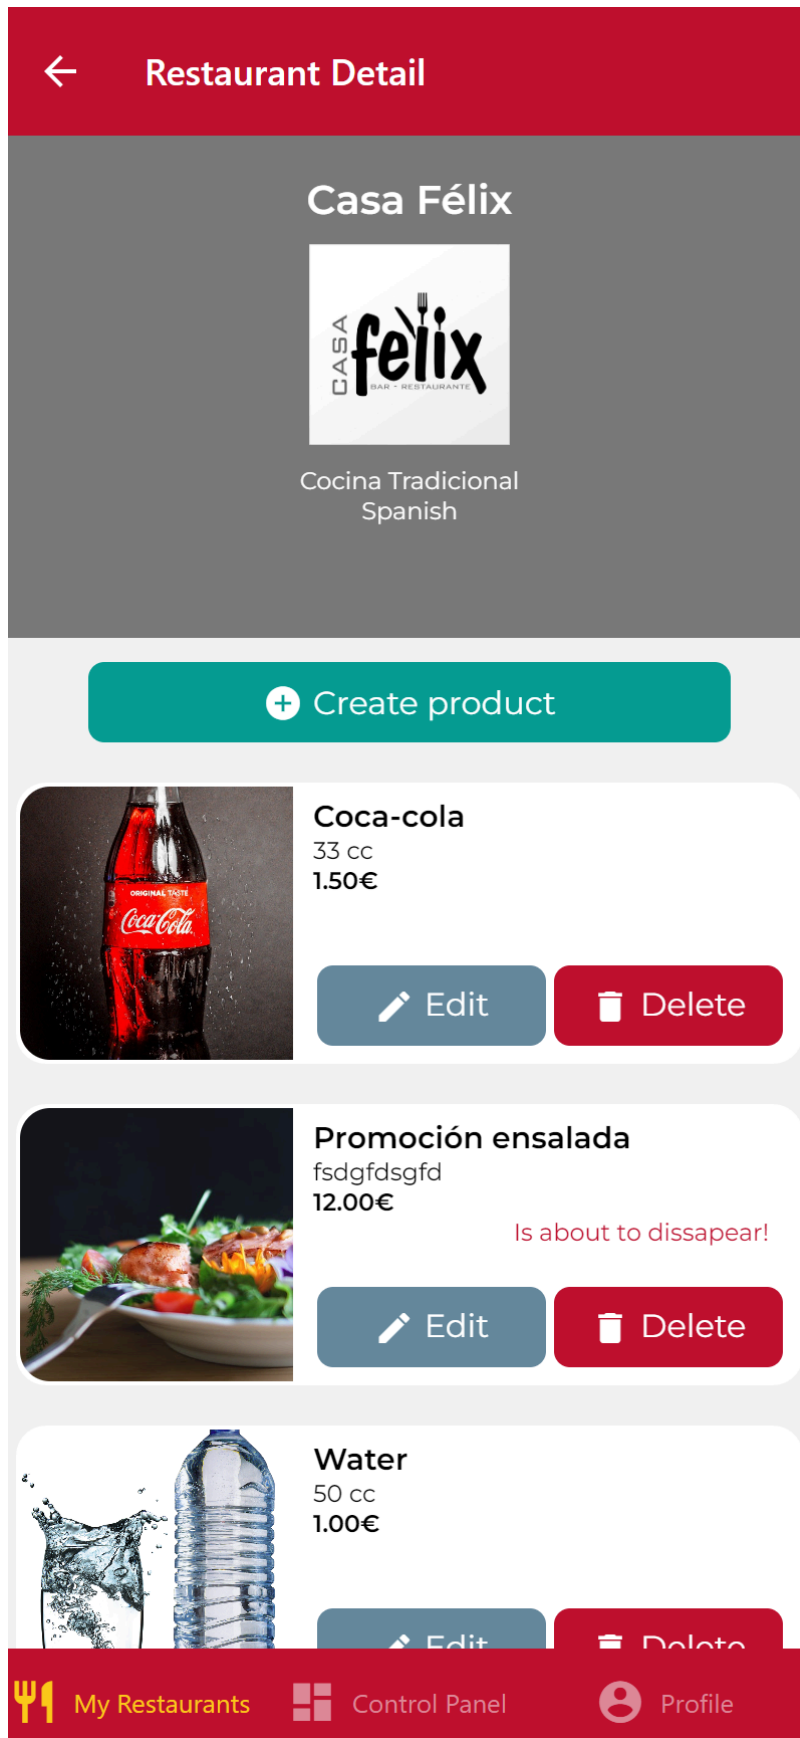 Restaurant Detail
Casa Félix
CASA
felix
BAR - RESTAURANTE
Cocina Tradicional
Spanish
Create product
ORIGINAL TASTE
Coca-Cola
Coca-cola
33 cc
1.50€
Edit
Delete
Promoción ensalada
fsdgfdsgfd
12.00€
Is about to dissapear!
Edit
Delete
Water
50 cc
1.00€
Edit
Delete
My Restaurants
Control Panel
Profile